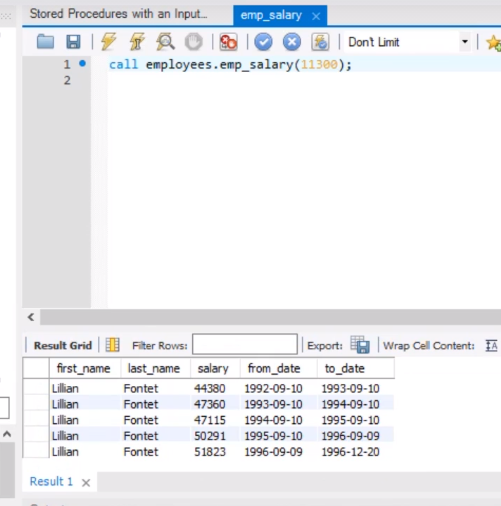 Stored Procedures with an Input...
emp_salary ×
Don't Limit
1 call employees.emp_salary(11300);
2
Result Grid Filter Rows: Export: Wrap Cell Content: IA
first_name last_name salary from_date to_date
Lillian Fontet 44380 1992-09-10 1993-09-10
Lillian Fontet 47360 1993-09-10 1994-09-10
Lillian Fontet 47115 1994-09-10 1995-09-10
Lillian Fontet 50291 1995-09-10 1996-09-09
Lillian Fontet 51823 1996-09-09 1996-12-20
Result 1 ×